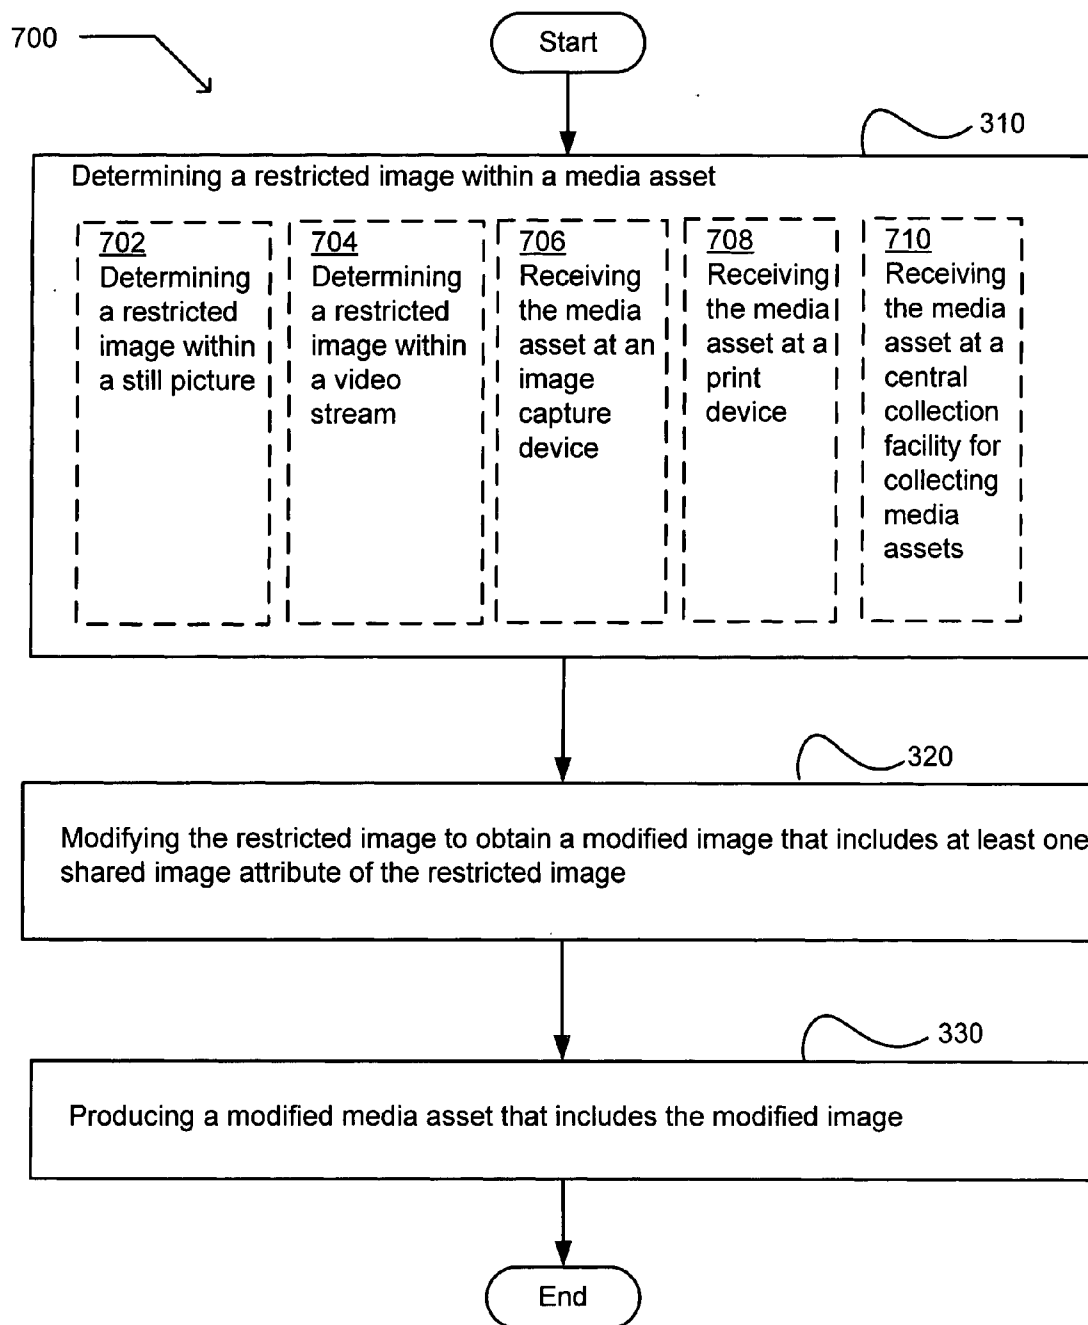 700
Start
310
Determining a restricted image within a media asset
702
Determining
a restricted
image within
a still picture
704
Determining
a restricted
image within
a video
stream
706
Receiving
the media
asset at an
image
capture
device
708
Receiving
the media
asset at a
print
device
710
Receiving
the media
asset at a
central
collection
facility for
collecting
media
assets
320
Modifying the restricted image to obtain a modified image that includes at least one
shared image attribute of the restricted image
330
Producing a modified media asset that includes the modified image
End